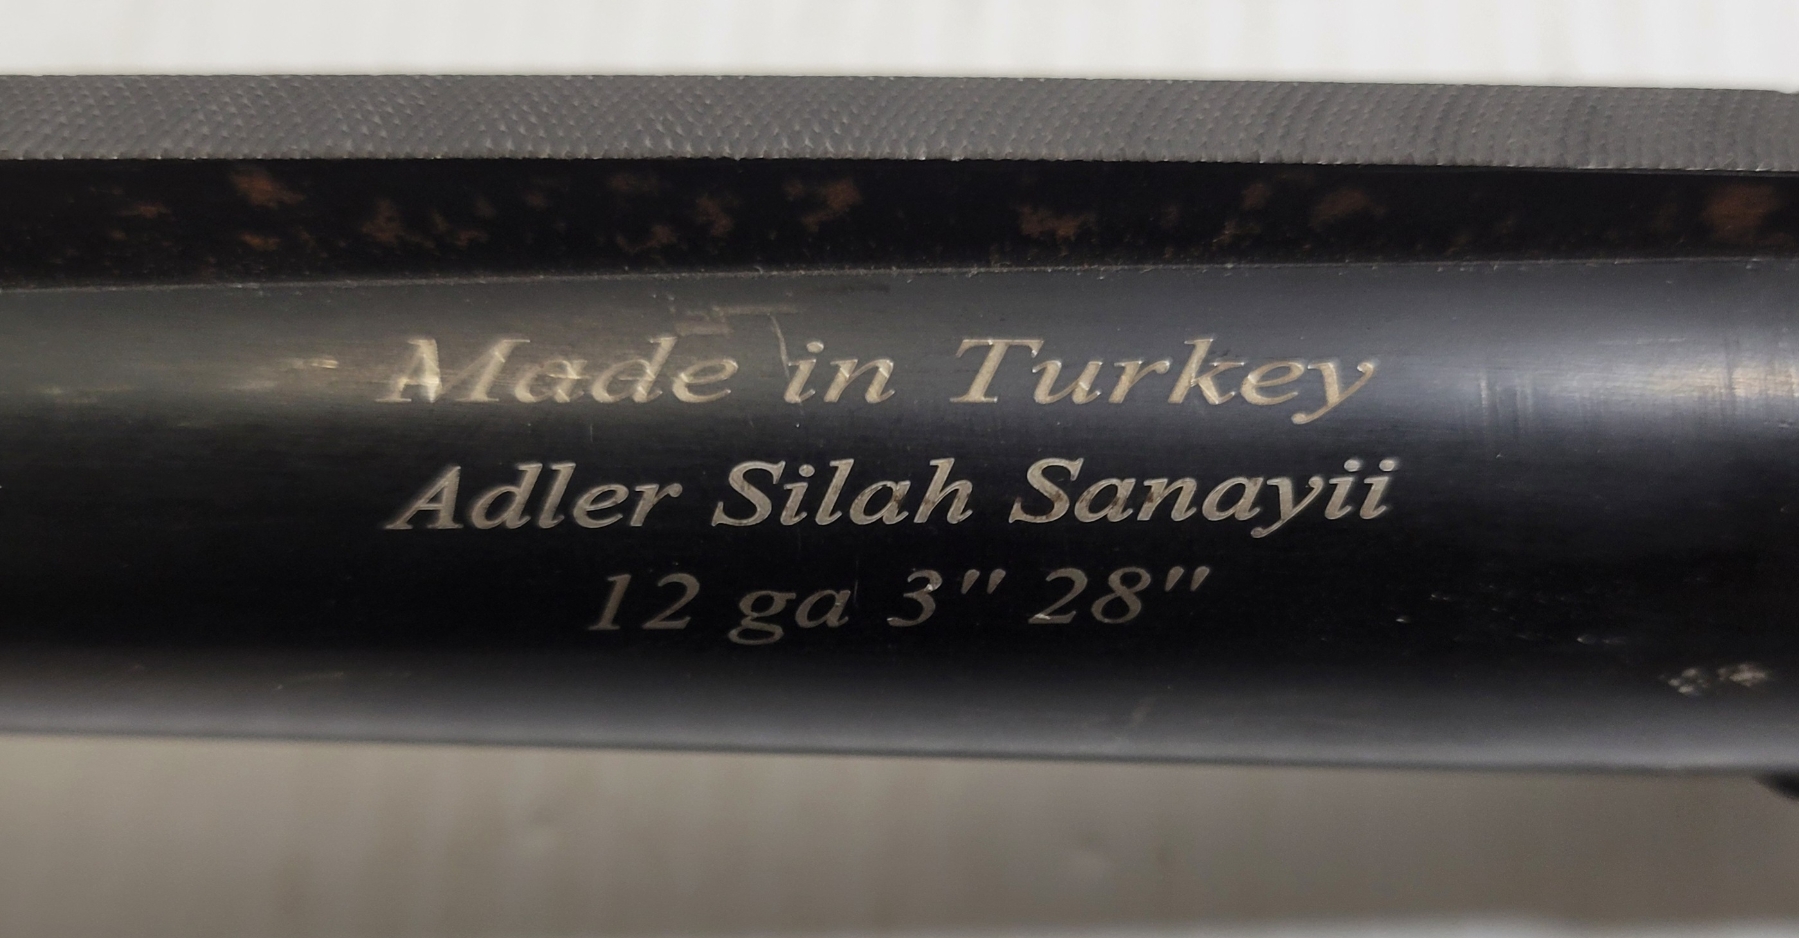 Made in Turkey
Adler Silah Sanayii
12 ga 3" 28"